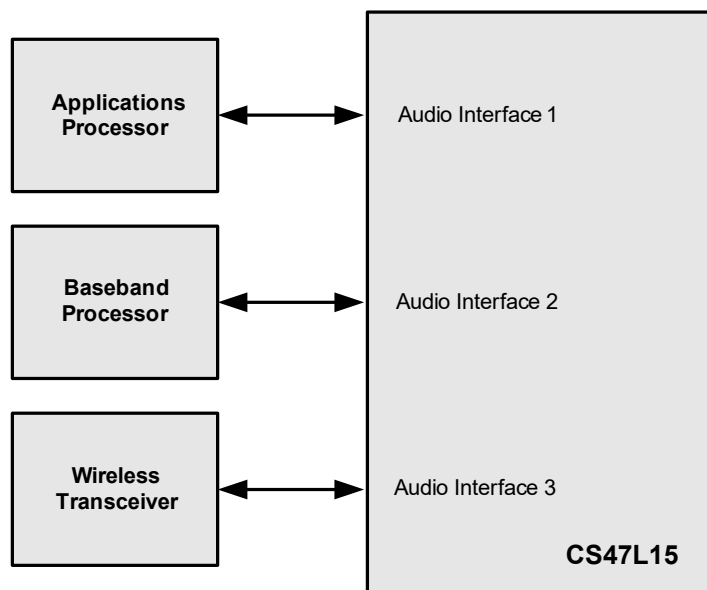 Applications
Processor
Audio Interface 1
Baseband
Processor
Audio Interface 2
Wireless
Transceiver
Audio Interface 3
CS47L15